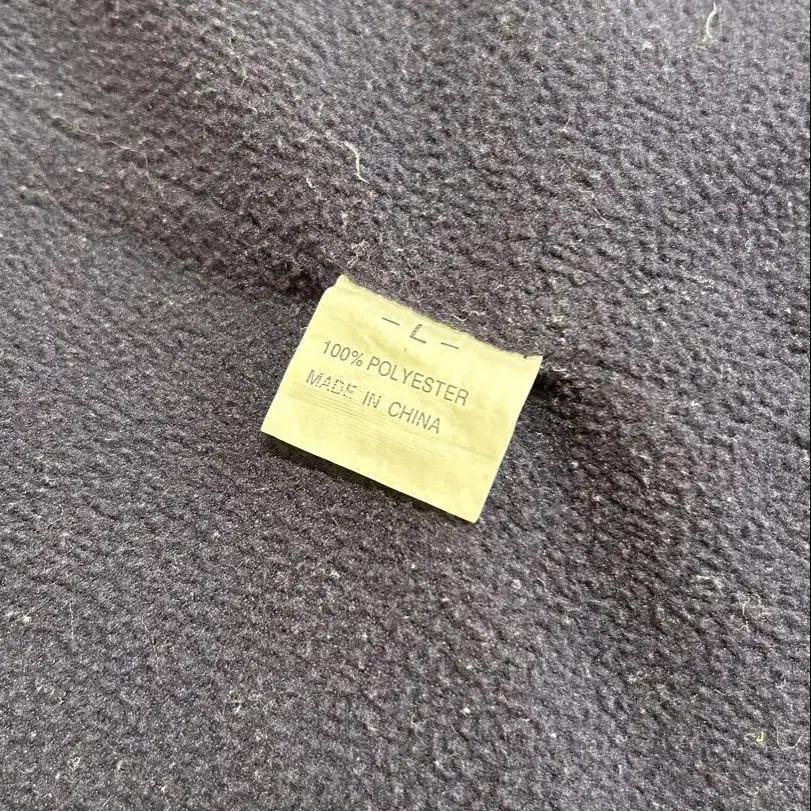 – L –
100% POLYESTER
MADE IN CHINA